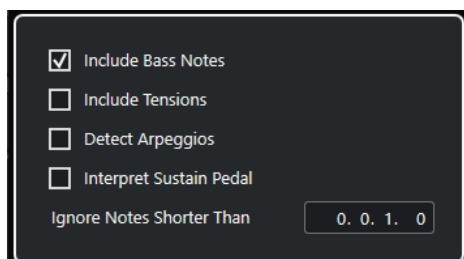 Include Bass Notes
Include Tensions
Detect Arpeggios
Interpret Sustain Pedal
Ignore Notes Shorter Than 0. 0. 1. 0